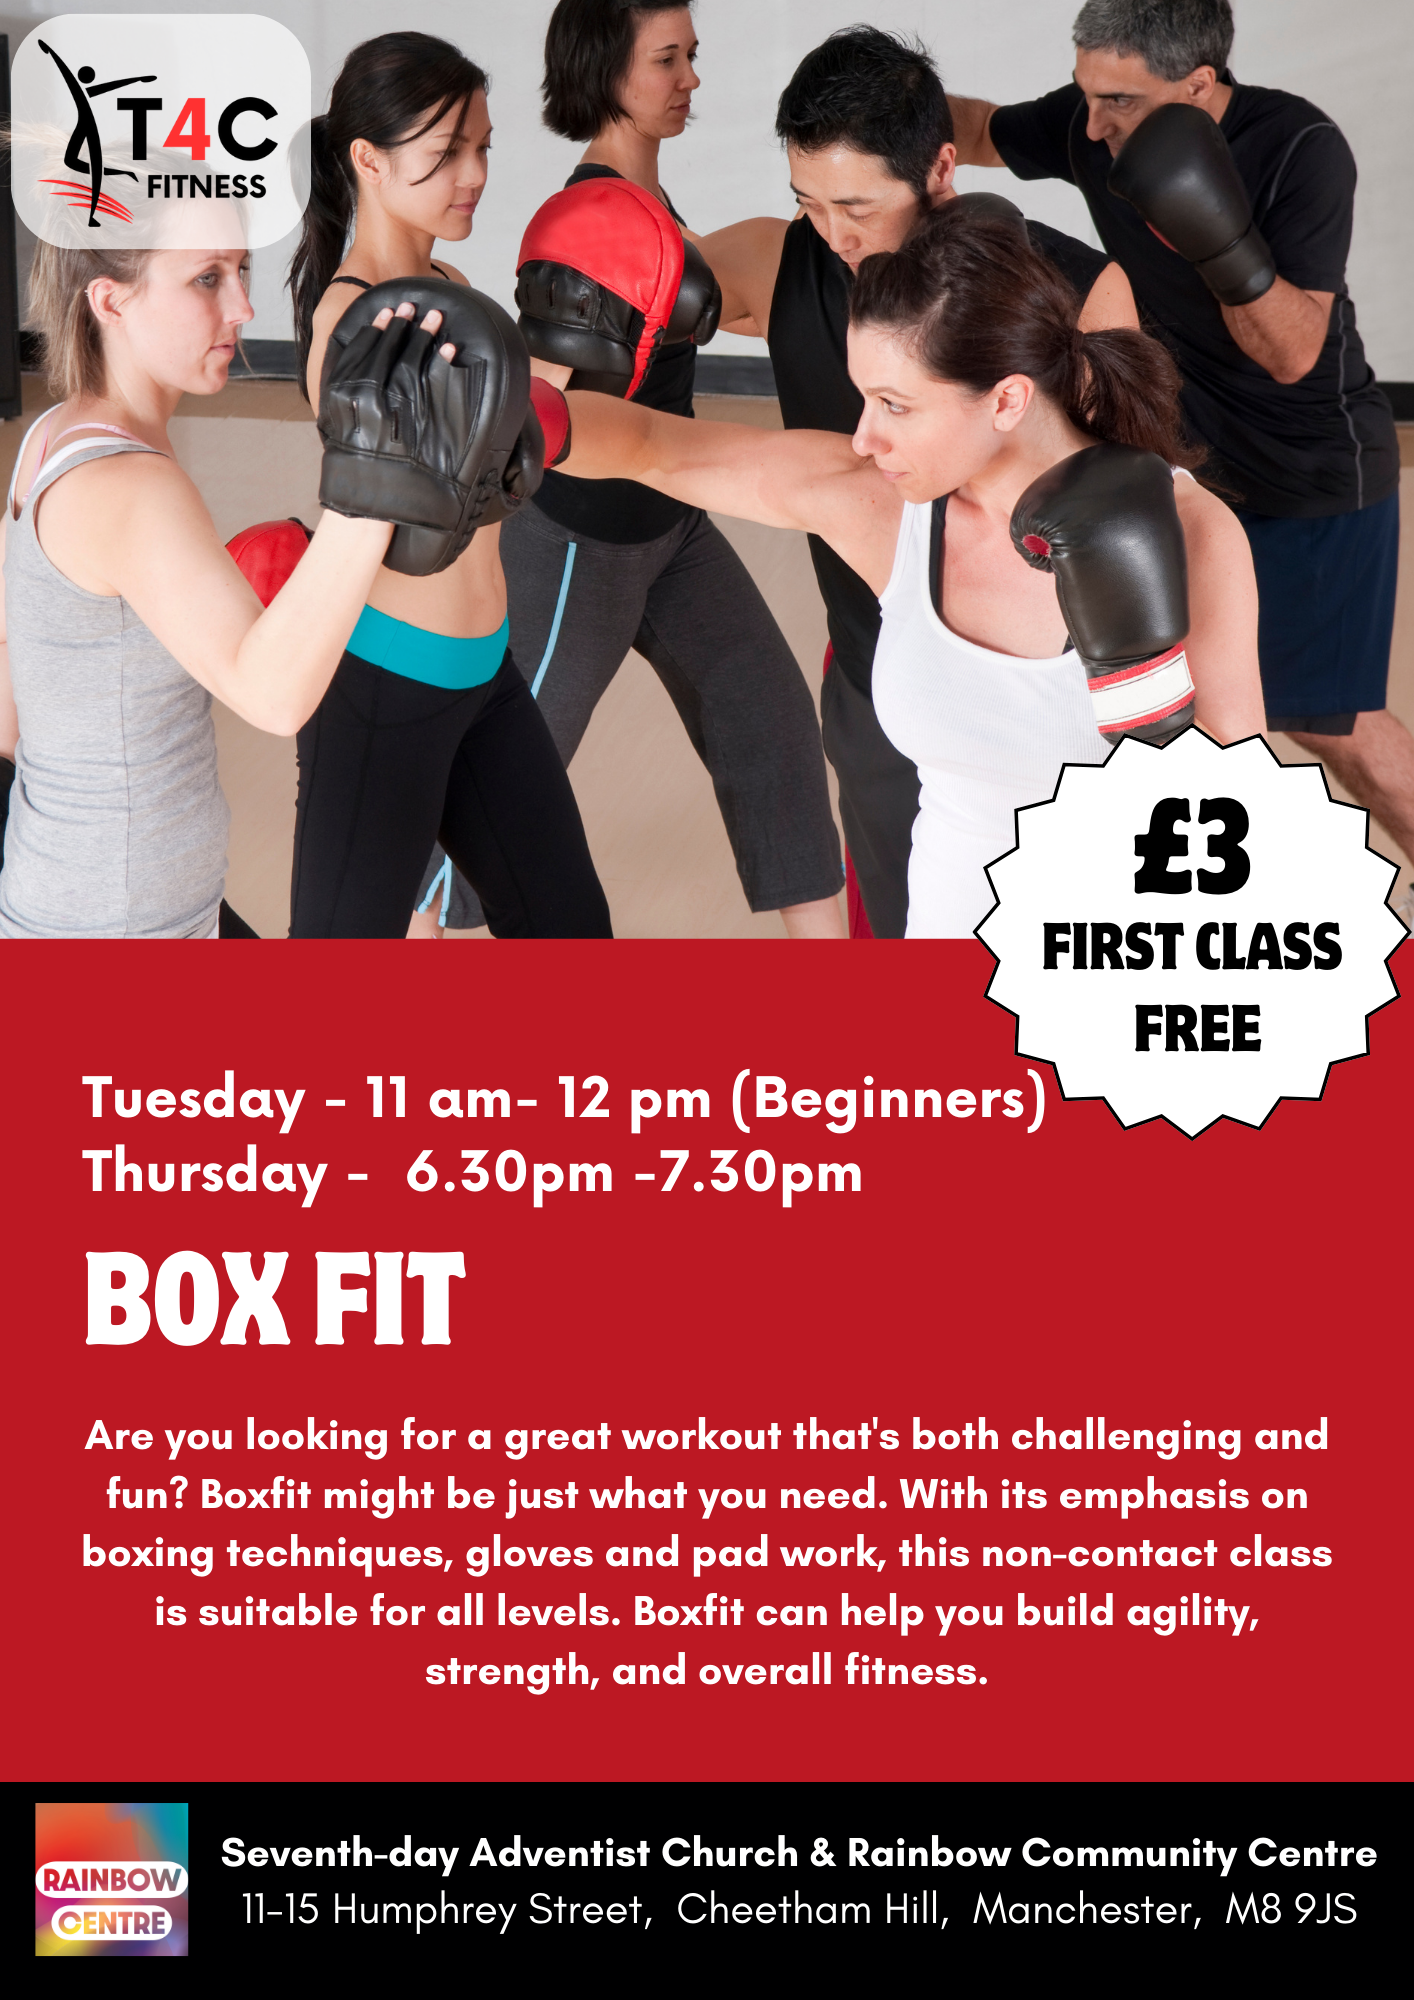 T4C
FITNESS
£3
FIRST CLASS
FREE
Tuesday - 11 am- 12 pm (Beginners)
Thursday -  6.30pm -7.30pm
BOX FIT
Are you looking for a great workout that's both challenging and
fun? Boxfit might be just what you need. With its emphasis on
boxing techniques, gloves and pad work, this non-contact class
is suitable for all levels. Boxfit can help you build agility,
strength, and overall fitness.
RAINBOW
CENTRE
Seventh-day Adventist Church & Rainbow Community Centre
11-15 Humphrey Street,  Cheetham Hill,  Manchester,  M8 9JS